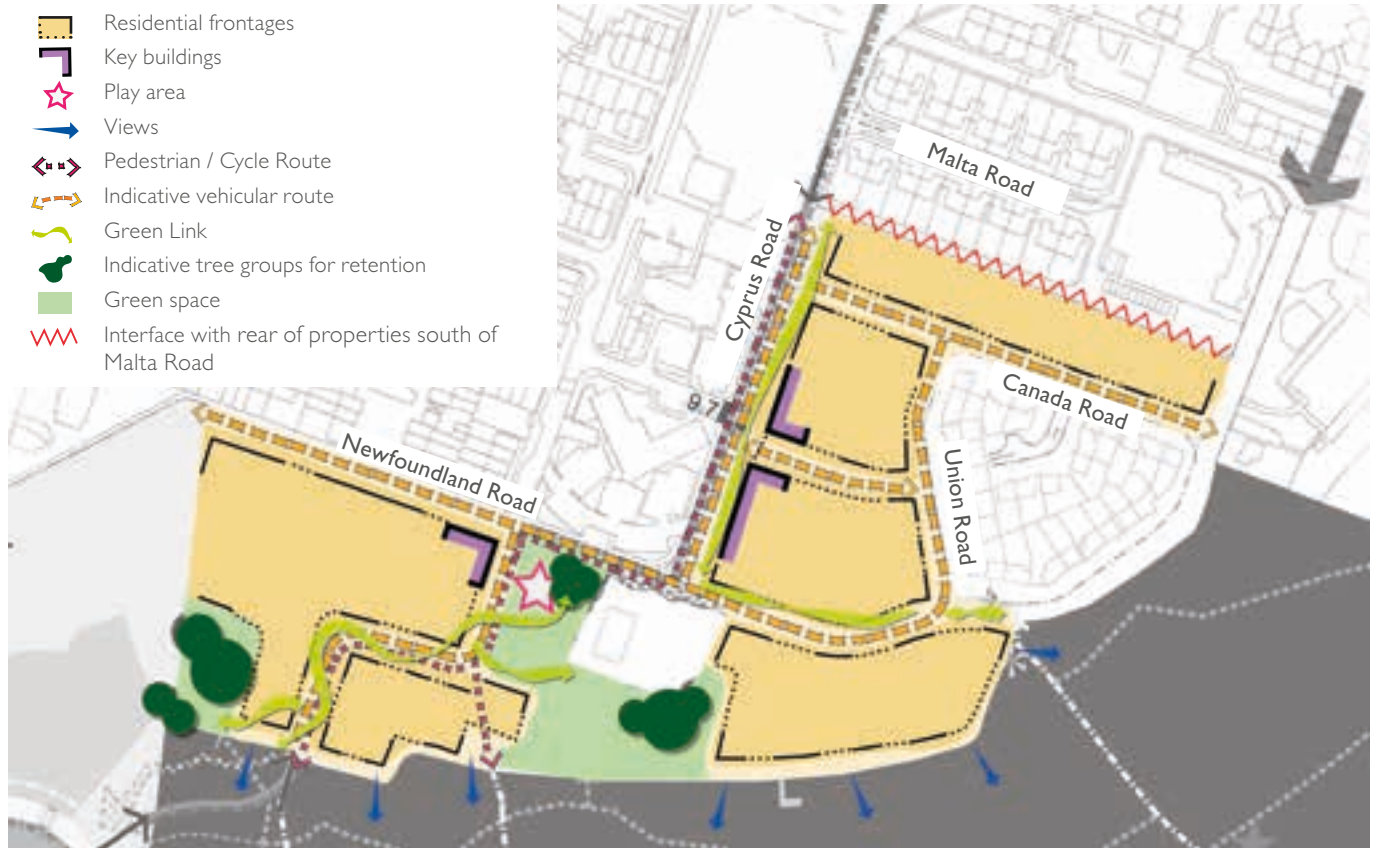 Residential frontages
Key buildings
Play area
Views
Pedestrian / Cycle Route
Indicative vehicular route
Green Link
Indicative tree groups for retention
Green space
Interface with rear of properties south of
Malta Road
Malta Road
Cyprus Road
Canada Road
Newfoundland Road
Union Road